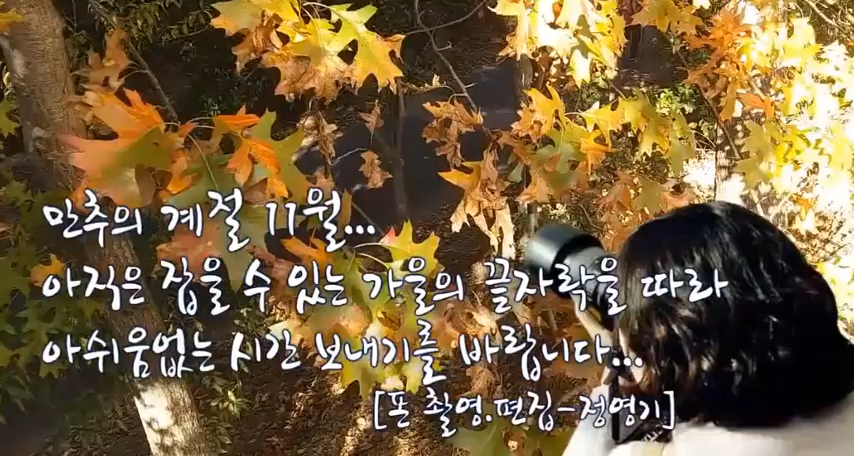 만추의 계절 11월...
아직은 잡을 수 있는 가을의 끝자락을 따라
아쉬움없는 시간 보내기를 바랍니다...
[폰 촬영.편집-정영기]